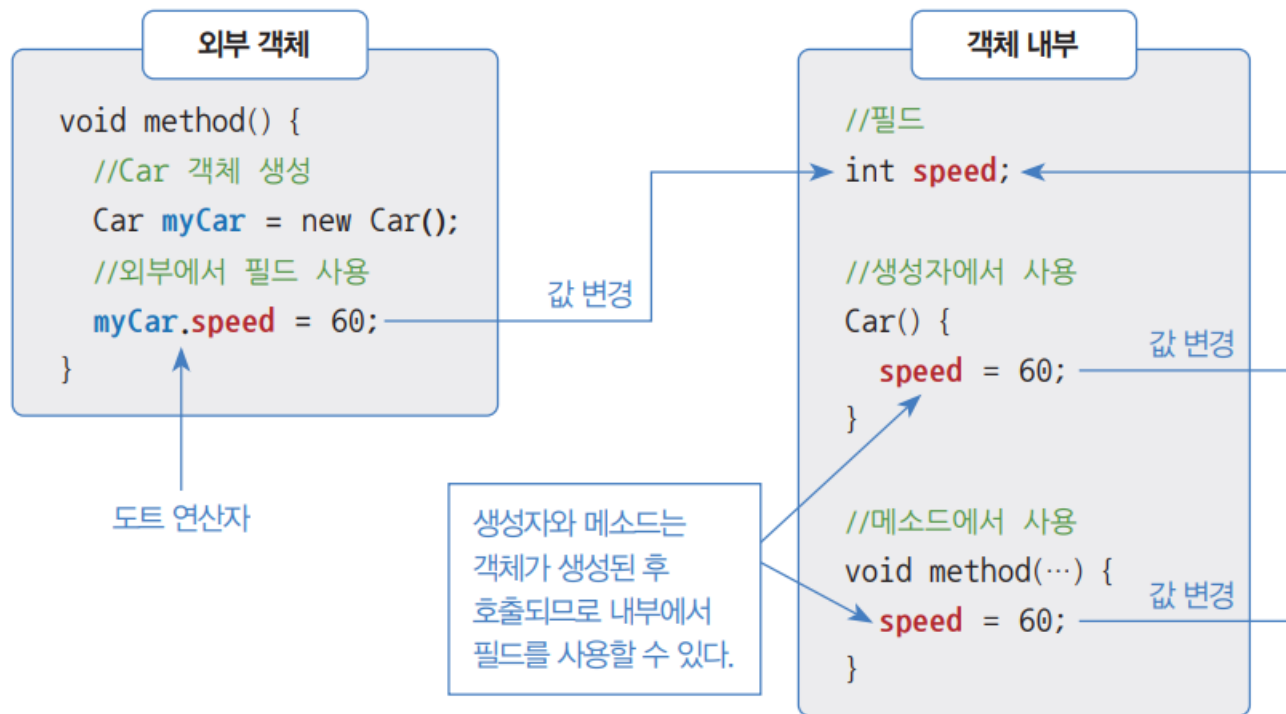 외부 객체
void method() {
//Car 객체 생성
Car myCar = new Car();
//외부에서 필드 사용
myCar.speed = 60;
}
도트 연산자
값 변경
객체 내부
//필드
int speed;
//생성자에서 사용
Car() {
speed = 60;
}
값 변경
//메소드에서 사용
void method(…) {
speed = 60;
}
값 변경
생성자와 메소드는
객체가 생성된 후
호출되므로 내부에서
필드를 사용할 수 있다.